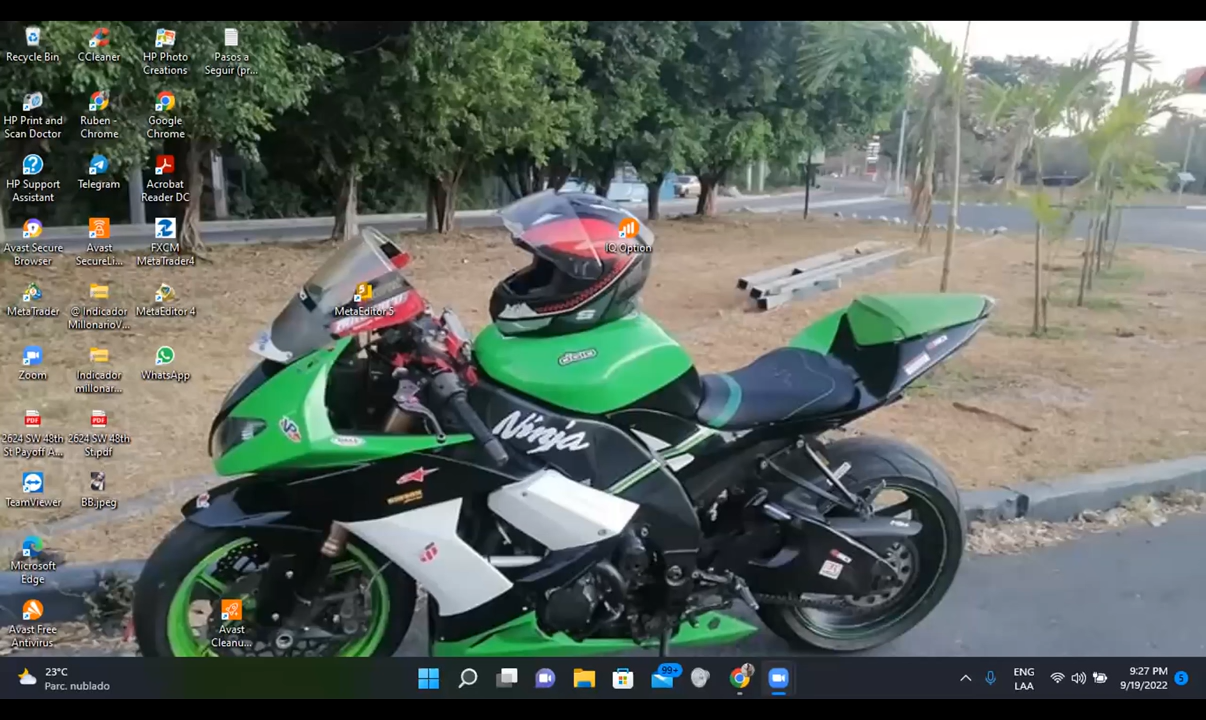 Recycle Bin
CCleaner
HP Photo
Creations
Pasos a
Seguir (pr...
HP Print and
Scan Doctor
Ruben -
Chrome
Google
Chrome
HP Support
Assistant
Telegram
Acrobat
Reader DC
Avast Secure
Browser
Avast
SecureLi...
FXCM
MetaTrader4
IQ Option
MetaTrader
@ Indicador
MillonarioV...
MetaEditor 4
MetaEditor 5
Zoom
Indicador
millonar...
WhatsApp
2624 SW 48th
St Payoff A...
2624 SW 48th
St.pdf
TeamViewer
BB.jpeg
Microsoft
Edge
Avast Free
Antivirus
Avast
Cleanu...
Ninja
23°C
Parc. nublado
99+
ENG
LAA
9:27 PM
9/19/2022
5